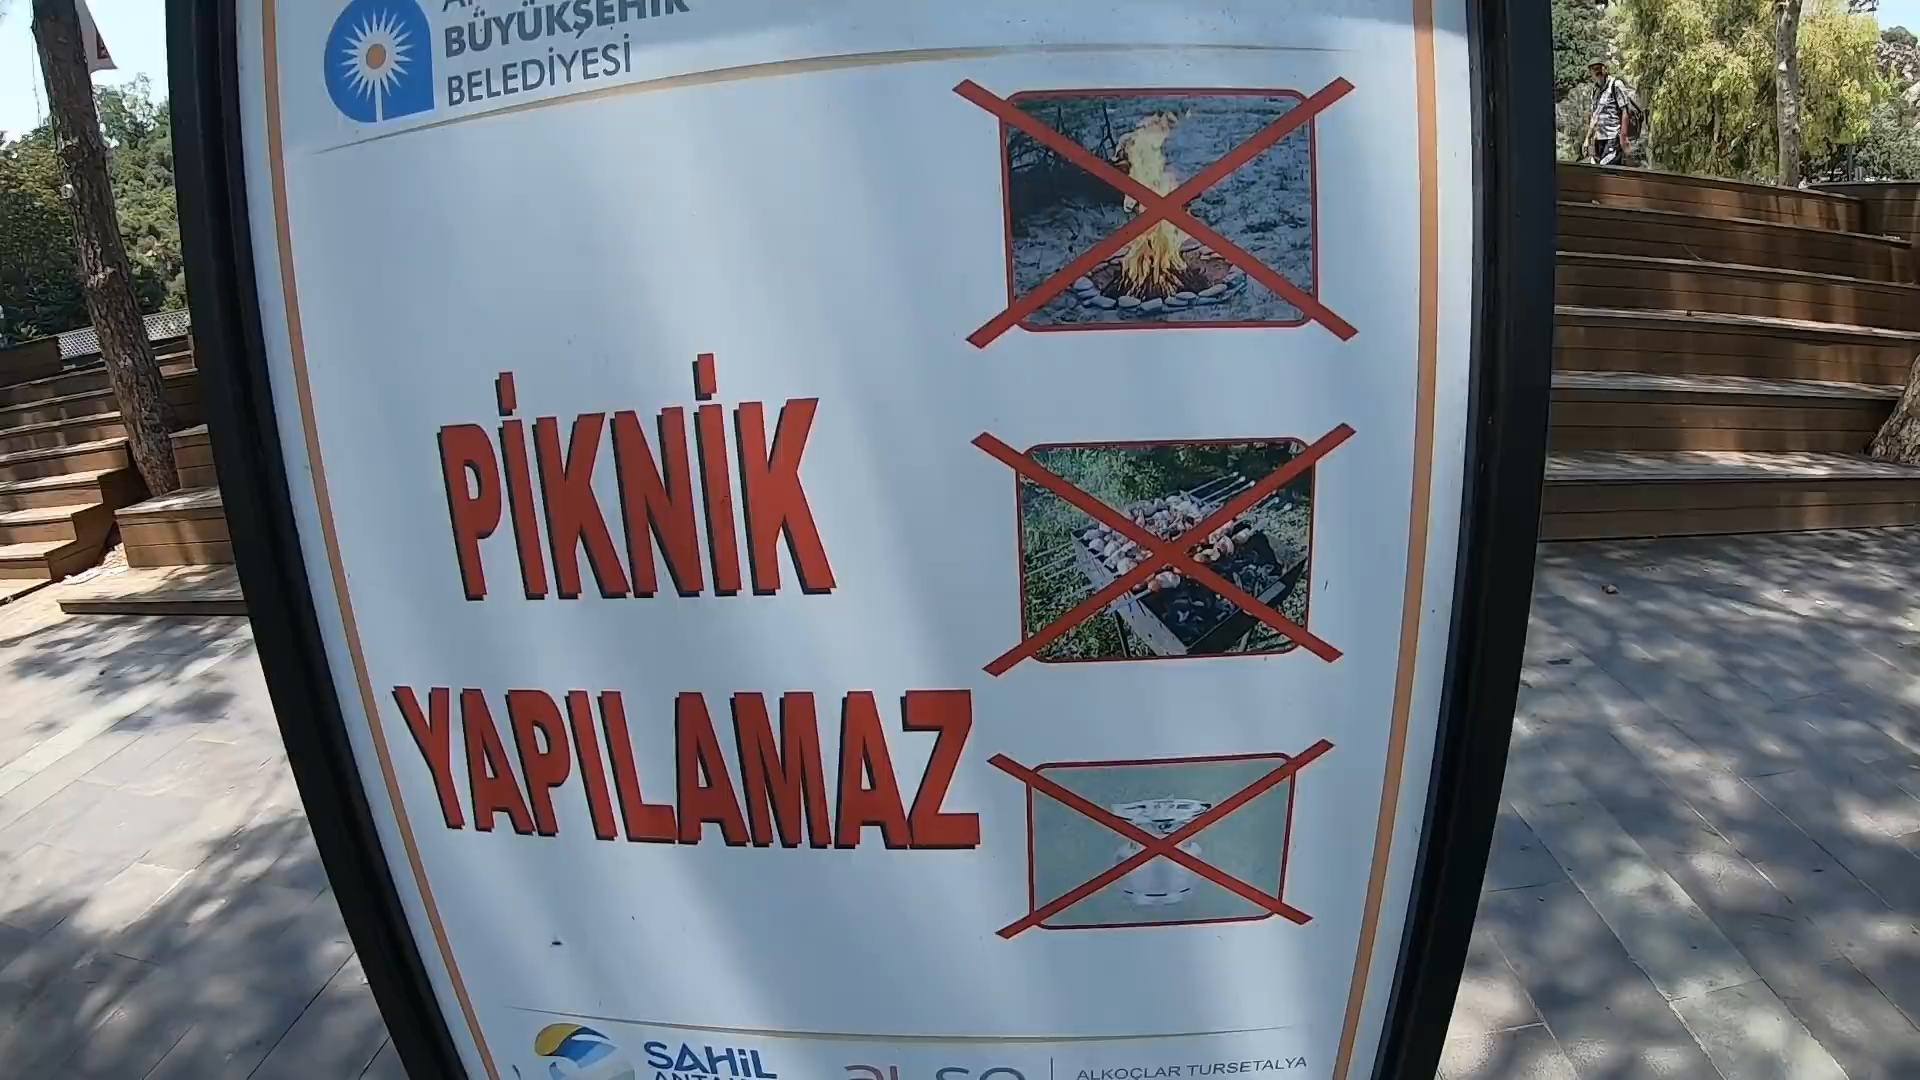 BÜYÜKŞEHİR
BELEDİYESİ
PİKNİK
YAPILAMAZ
SAHİL
ALKOÇLAR TURSETALYA